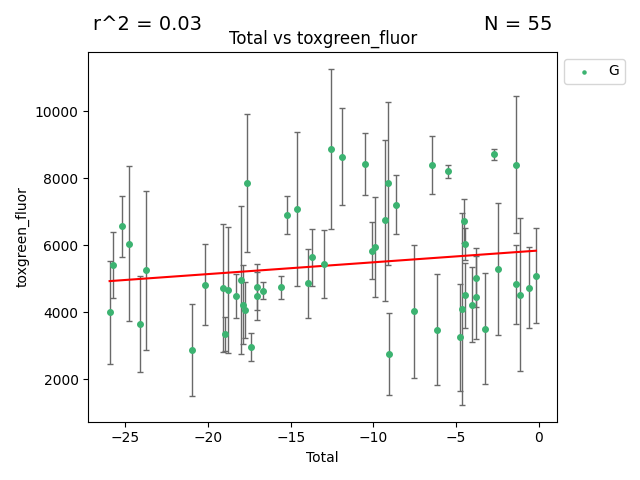 r^2 = 0.03
N = 55
Total vs toxgreen_fluor
G
toxgreen_fluor
10000
8000
6000
4000
2000
−25
−20
−15
−10
−5
0
Total